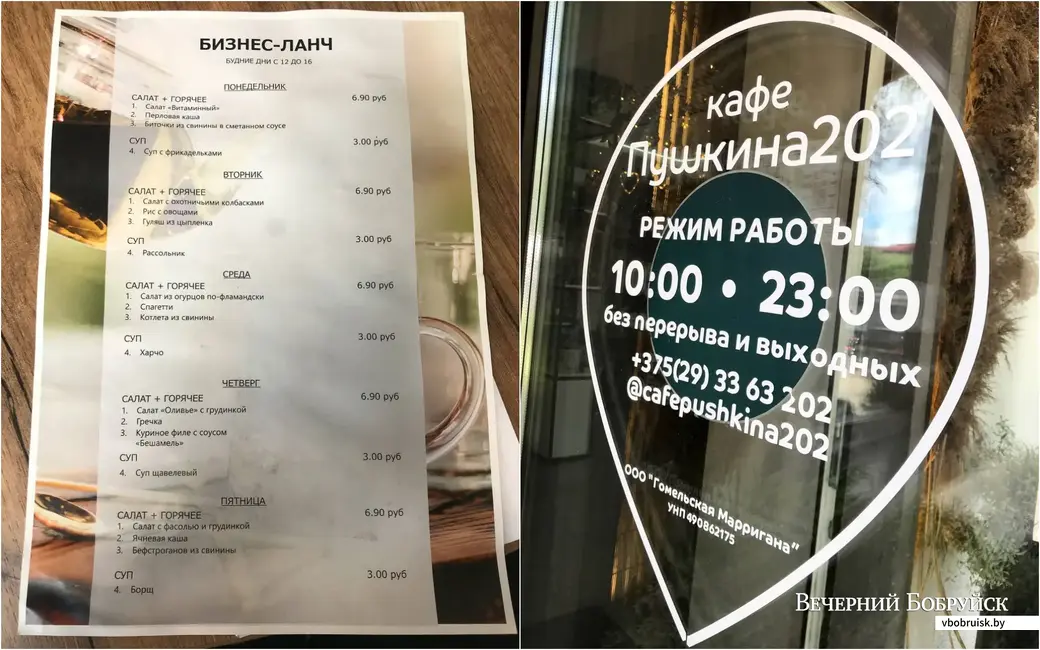 БИЗНЕС-ЛАНЧ
БУДНИЕ ДНИ С 12 ДО 16
ПОНЕДЕЛЬНИК
САЛАТ + ГОРЯЧЕЕ 6.90 руб
1. Салат «Витаминный»
2. Перловая каша
3. Биточки из свинины в сметанном соусе
СУП 3.00 руб
4. Суп с фрикадельками
ВТОРНИК
САЛАТ + ГОРЯЧЕЕ 6.90 руб
1. Салат с охотничьими колбасками
2. Рис с овощами
3. Гуляш из цыпленка
СУП 3.00 руб
4. Рассольник
СРЕДА
САЛАТ + ГОРЯЧЕЕ 6.90 руб
1. Салат из огурцов по-фламандски
2. Спагетти
3. Котлета из свинины
СУП 3.00 руб
4. Харчо
ЧЕТВЕРГ
САЛАТ + ГОРЯЧЕЕ 6.90 руб
1. Салат «Оливье» с грудинкой
2. Гречка
3. Куриное филе с соусом
«Бешамель»
СУП 3.00 руб
4. Суп щавелевый
ПЯТНИЦА
САЛАТ + ГОРЯЧЕЕ 6.90 руб
1. Салат с фасолью и грудинкой
2. Ячневая каша
3. Бефстроганов из свинины
СУП 3.00 руб
4. Борщ
кафе
Пушкина202
РЕЖИМ РАБОТЫ
10:00 • 23:00
без перерыва и выходных
+375(29) 33 63 202
@cafepushkina202
ООО "Гомельская Марригана"
УНП 490862175
ВЕЧЕРНИЙ БОБРУЙСК
vbobruisk.by